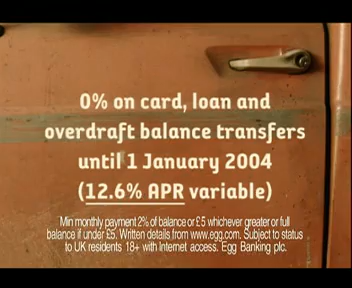 0% on card, loan and
overdraft balance transfers
until 1 January 2004
(12.6% APR variable)
Min monthly payment 2% of balance or £5 whichever greater or full
balance if under £5. Written details from www.egg.com. Subject to status
to UK residents 18+ with Internet access. Egg Banking plc.